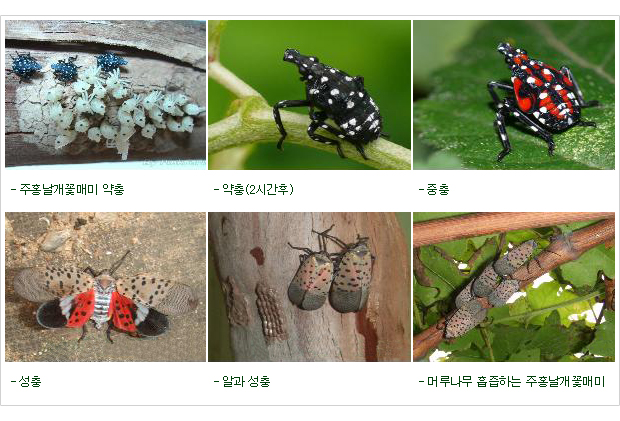 - 주홍날개꽃매미 약충
- 약충(2시간후)
- 중충
- 성충
- 알과 성충
- 머루나무 흡즙하는 주홍날개꽃매미